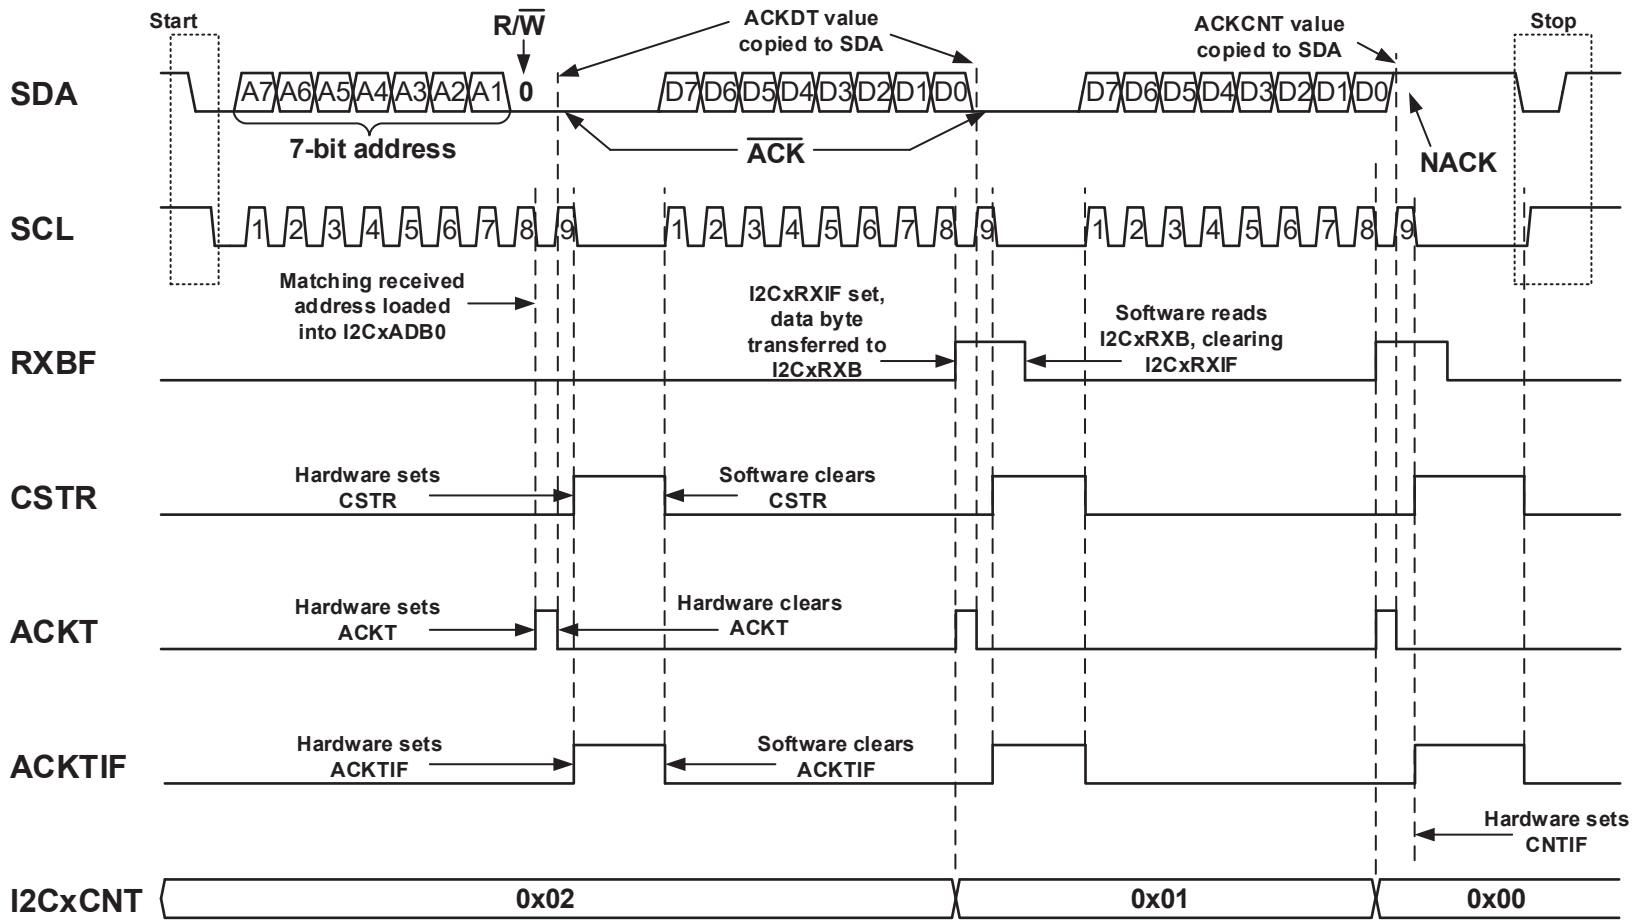 Start
R/W̅
ACKDT value
copied to SDA
ACKCNT value
copied to SDA
Stop
SDA
A7 A6 A5 A4 A3 A2 A1 0
D7 D6 D5 D4 D3 D2 D1 D0
D7 D6 D5 D4 D3 D2 D1 D0
7-bit address
A̅C̅K̅
NACK
SCL
1 2 3 4 5 6 7 8 9
1 2 3 4 5 6 7 8 9
1 2 3 4 5 6 7 8 9
Matching received
address loaded
into I2CxADB0
I2CxRXIF set,
data byte
transferred to
I2CxRXB
Software reads
I2CxRXB, clearing
I2CxRXIF
RXBF
CSTR
Hardware sets
CSTR
Software clears
CSTR
ACKT
Hardware sets
ACKT
Hardware clears
ACKT
ACKTIF
Hardware sets
ACKTIF
Software clears
ACKTIF
Hardware sets
CNTIF
I2CxCNT
0x02
0x01
0x00